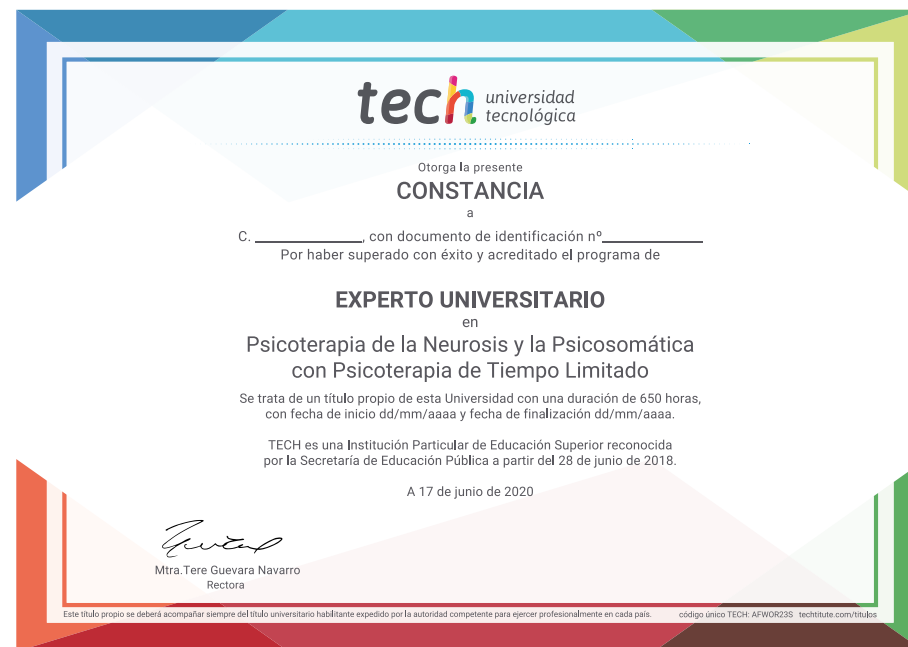 tech universidad
tecnológica
Otorga la presente
CONSTANCIA
a
C. ____________, con documento de identificación nº____________
Por haber superado con éxito y acreditado el programa de
EXPERTO UNIVERSITARIO
en
Psicoterapia de la Neurosis y la Psicosomática
con Psicoterapia de Tiempo Limitado
Se trata de un título propio de esta Universidad con una duración de 650 horas,
con fecha de inicio dd/mm/aaaa y fecha de finalización dd/mm/aaaa.
TECH es una Institución Particular de Educación Superior reconocida
por la Secretaría de Educación Pública a partir del 28 de junio de 2018.
A 17 de junio de 2020
Mtra.Tere Guevara Navarro
Rectora
Este título propio se deberá acompañar siempre del título universitario habilitante expedido por la autoridad competente para ejercer profesionalmente en cada país. código único TECH: AFWOR23S techtitute.com/titulos